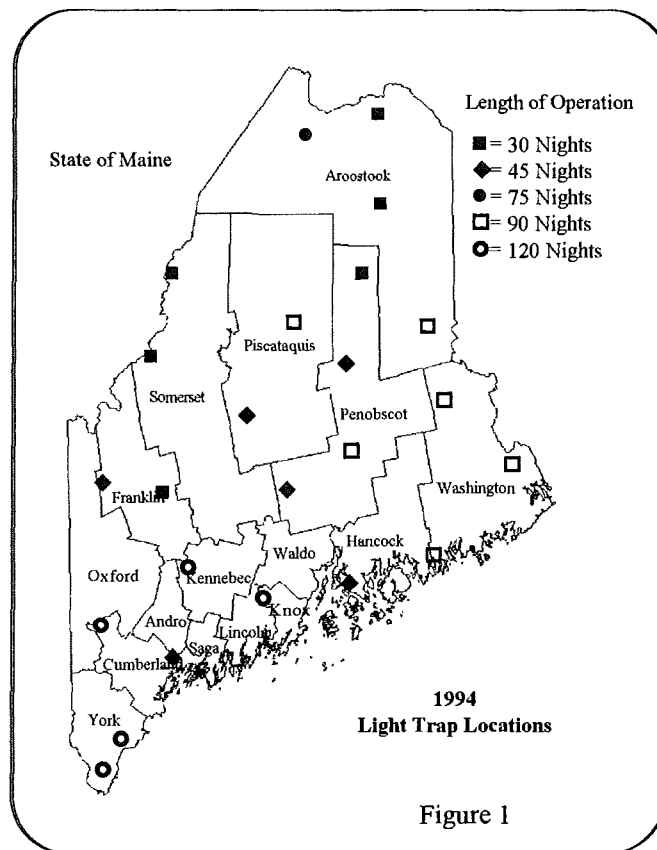 Length of Operation
State of Maine
■ = 30 Nights
◆ = 45 Nights
● = 75 Nights
□ = 90 Nights
○ = 120 Nights
Aroostook
Piscataquis
Somerset
Penobscot
Franklin
Washington
Hancock
Waldo
Oxford
Kennebec
Knox
Andro
Lincoln
Saga
Cumberland
York
1994
Light Trap Locations
Figure 1